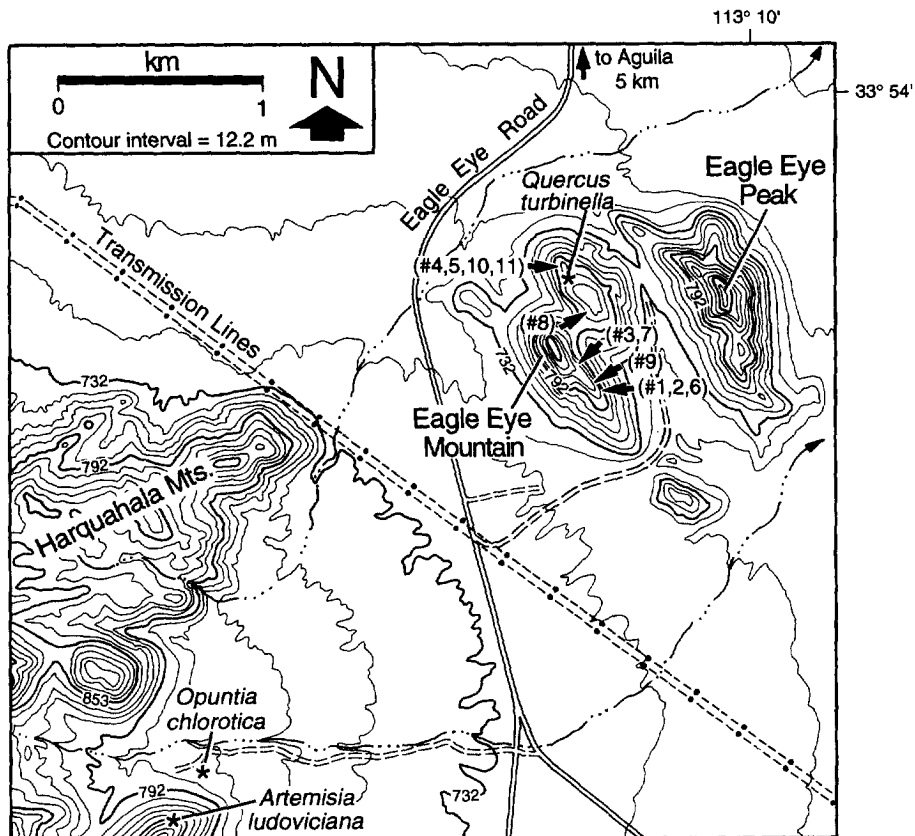 113° 10'
km
0 1
N
Contour interval = 12.2 m
to Aguila
5 km
33° 54'
Eagle Eye Road
Quercus
turbinella
Eagle Eye
Peak
Transmission Lines
(#4,5,10,11)
792
(#8)
(#3,7)
732
(#9)
792
(#1,2,6)
732
Eagle Eye
Mountain
792
Harquahala Mts.
853
Opuntia
chlorotica
792
Artemisia
ludoviciana
732